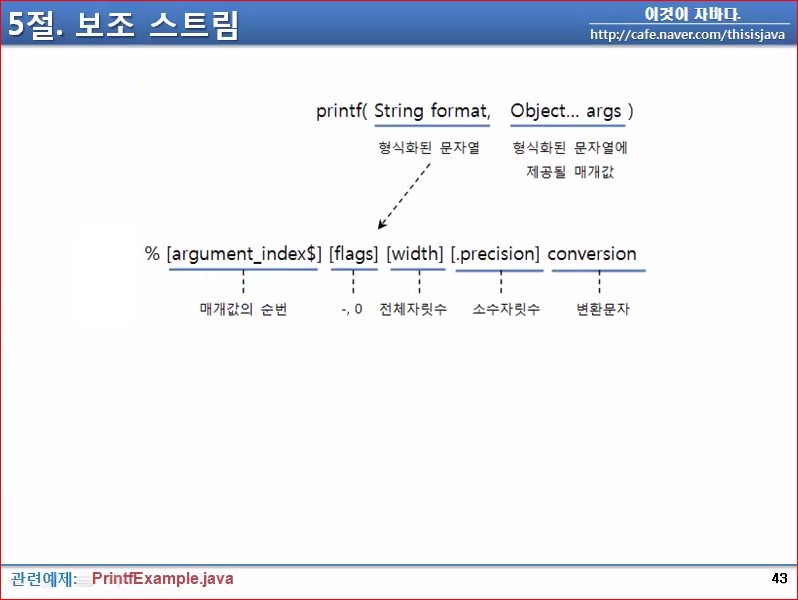 5절. 보조 스트림
이것이 자바다.
http://cafe.naver.com/thisisjava
printf( String format, Object... args )
형식화된 문자열 형식화된 문자열에
제공될 매개값
% [argument_index$] [flags] [width] [.precision] conversion
매개값의 순번 -, 0 전체자릿수 소수자릿수 변환문자
관련예제: PrintfExample.java
43